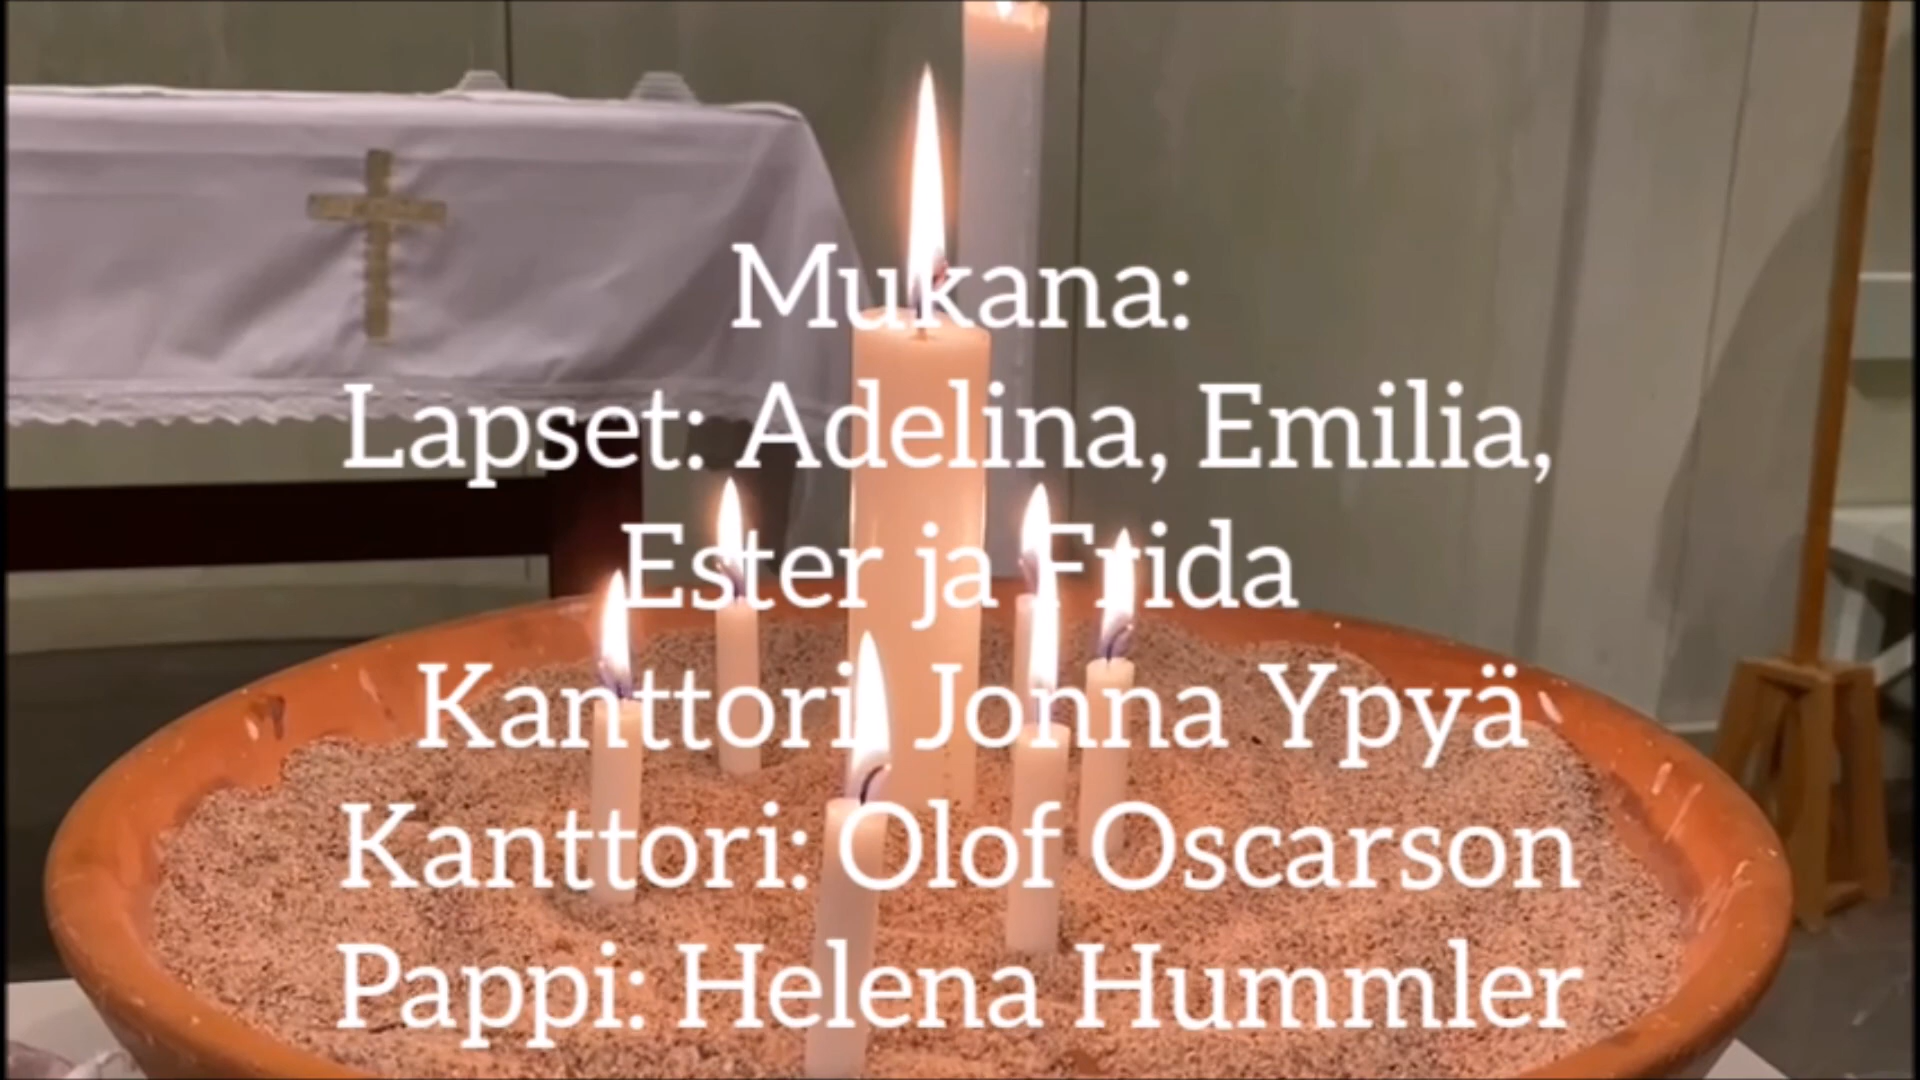 Mukana:
Lapset: Adelina, Emilia,
Ester ja Frida
Kanttori: Jonna Ypyä
Kanttori: Olof Oscarson
Pappi: Helena Hummler